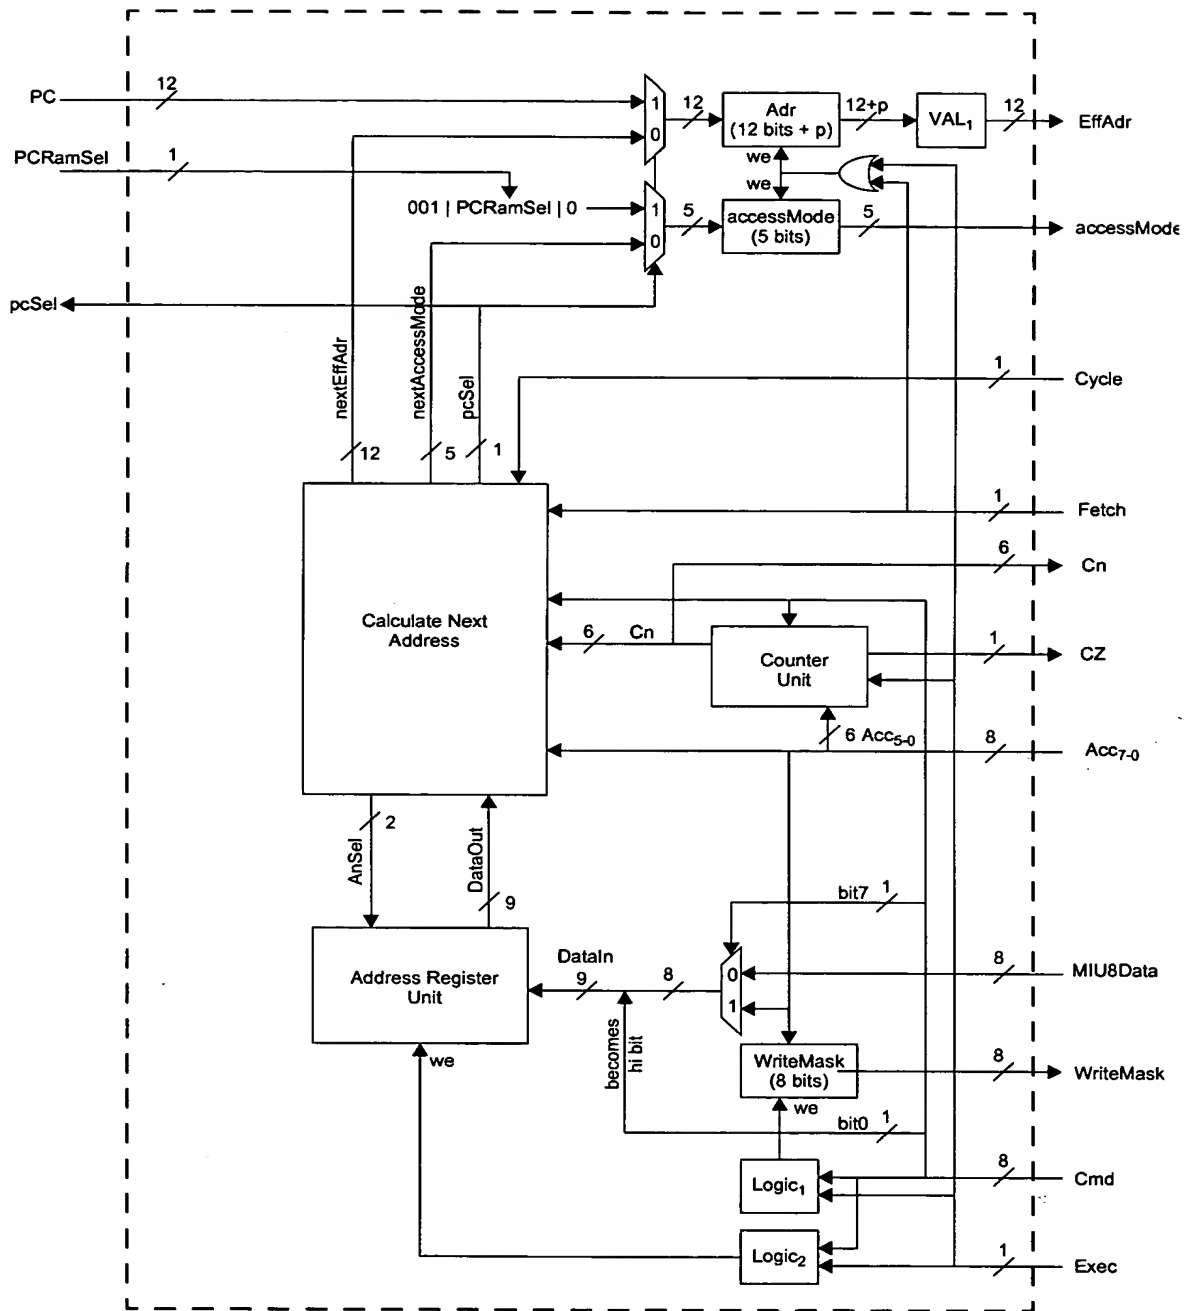 12
PC
1
0
12
Adr
(12 bits + p)
12+p
VAL1
12
EffAdr
PCRamSel
1
we
we
001 | PCRamSel | 0
1
0
5
accessMode
(5 bits)
5
accessMode
pcSel
nextEffAdr
nextAccessMode
pcSel
1
Cycle
12
5
1
1
Fetch
6
Cn
Calculate Next
Address
6
Cn
Counter
Unit
1
CZ
6 Acc5-0
8
Acc7-0
2
AnSel
DataOut
9
bit7
1
Address Register
Unit
DataIn
9
8
0
1
8
MIU8Data
becomes
hi bit
we
WriteMask
(8 bits)
8
WriteMask
we
bit0
1
Logic1
8
Cmd
Logic2
1
Exec